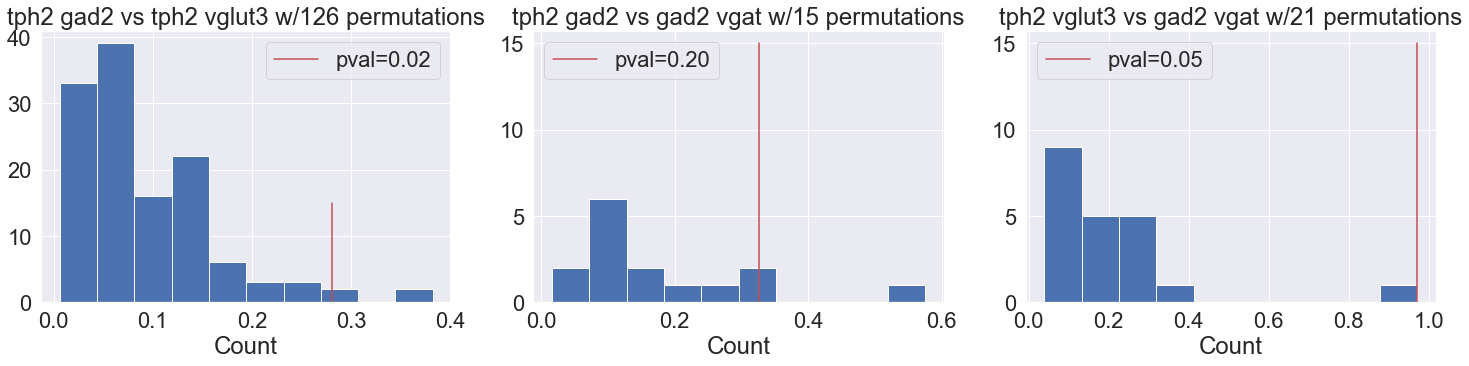 tph2 gad2 vs tph2 vglut3 w/126 permutations
pval=0.02
40
30
20
10
0
0.0 0.1 0.2 0.3 0.4
Count
tph2 gad2 vs gad2 vgat w/15 permutations
pval=0.20
15
10
5
0
0.0 0.2 0.4 0.6
Count
tph2 vglut3 vs gad2 vgat w/21 permutations
pval=0.05
15
10
5
0
0.0 0.2 0.4 0.6 0.8 1.0
Count